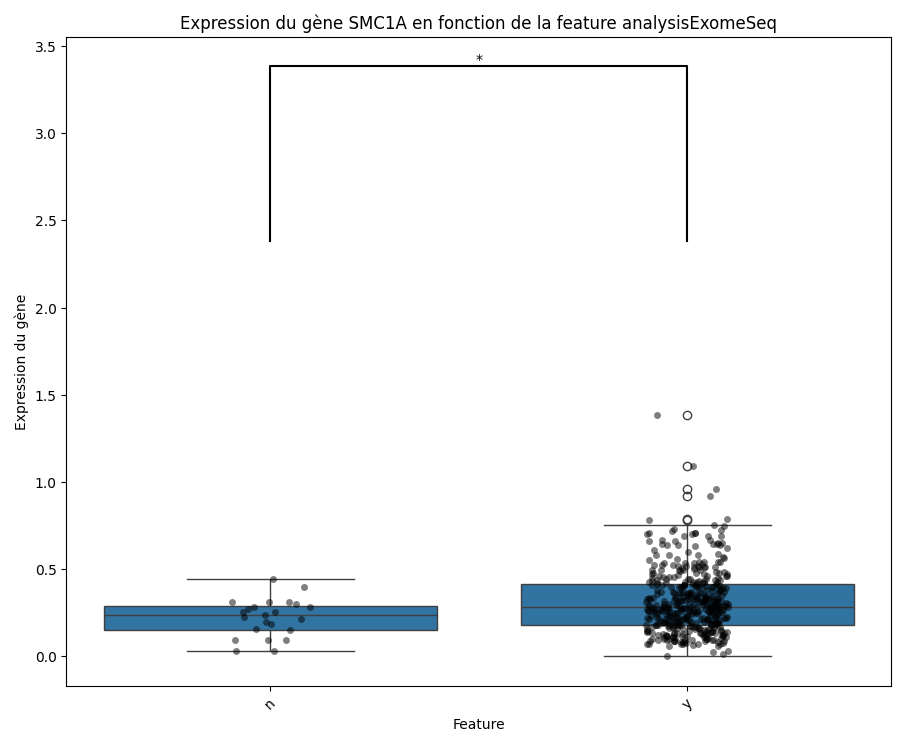 Expression du gène SMC1A en fonction de la feature analysisExomeSeq
*
3.5
3.0
2.5
2.0
1.5
1.0
0.5
0.0
Expression du gène
n
y
Feature